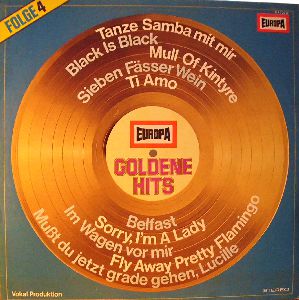 FOLGE 4
EUROPA
Tanze Samba mit mir
Black Is Black
Mull Of Kintyre
Sieben Fässer Wein
Ti Amo
EUROPA
GOLDENE
HITS
Belfast
Sorry, I'm A Lady
Im Wagen vor mir
Fly Away Pretty Flamingo
Mußt du jetzt grade gehen, Lucille
Vokal Produktion